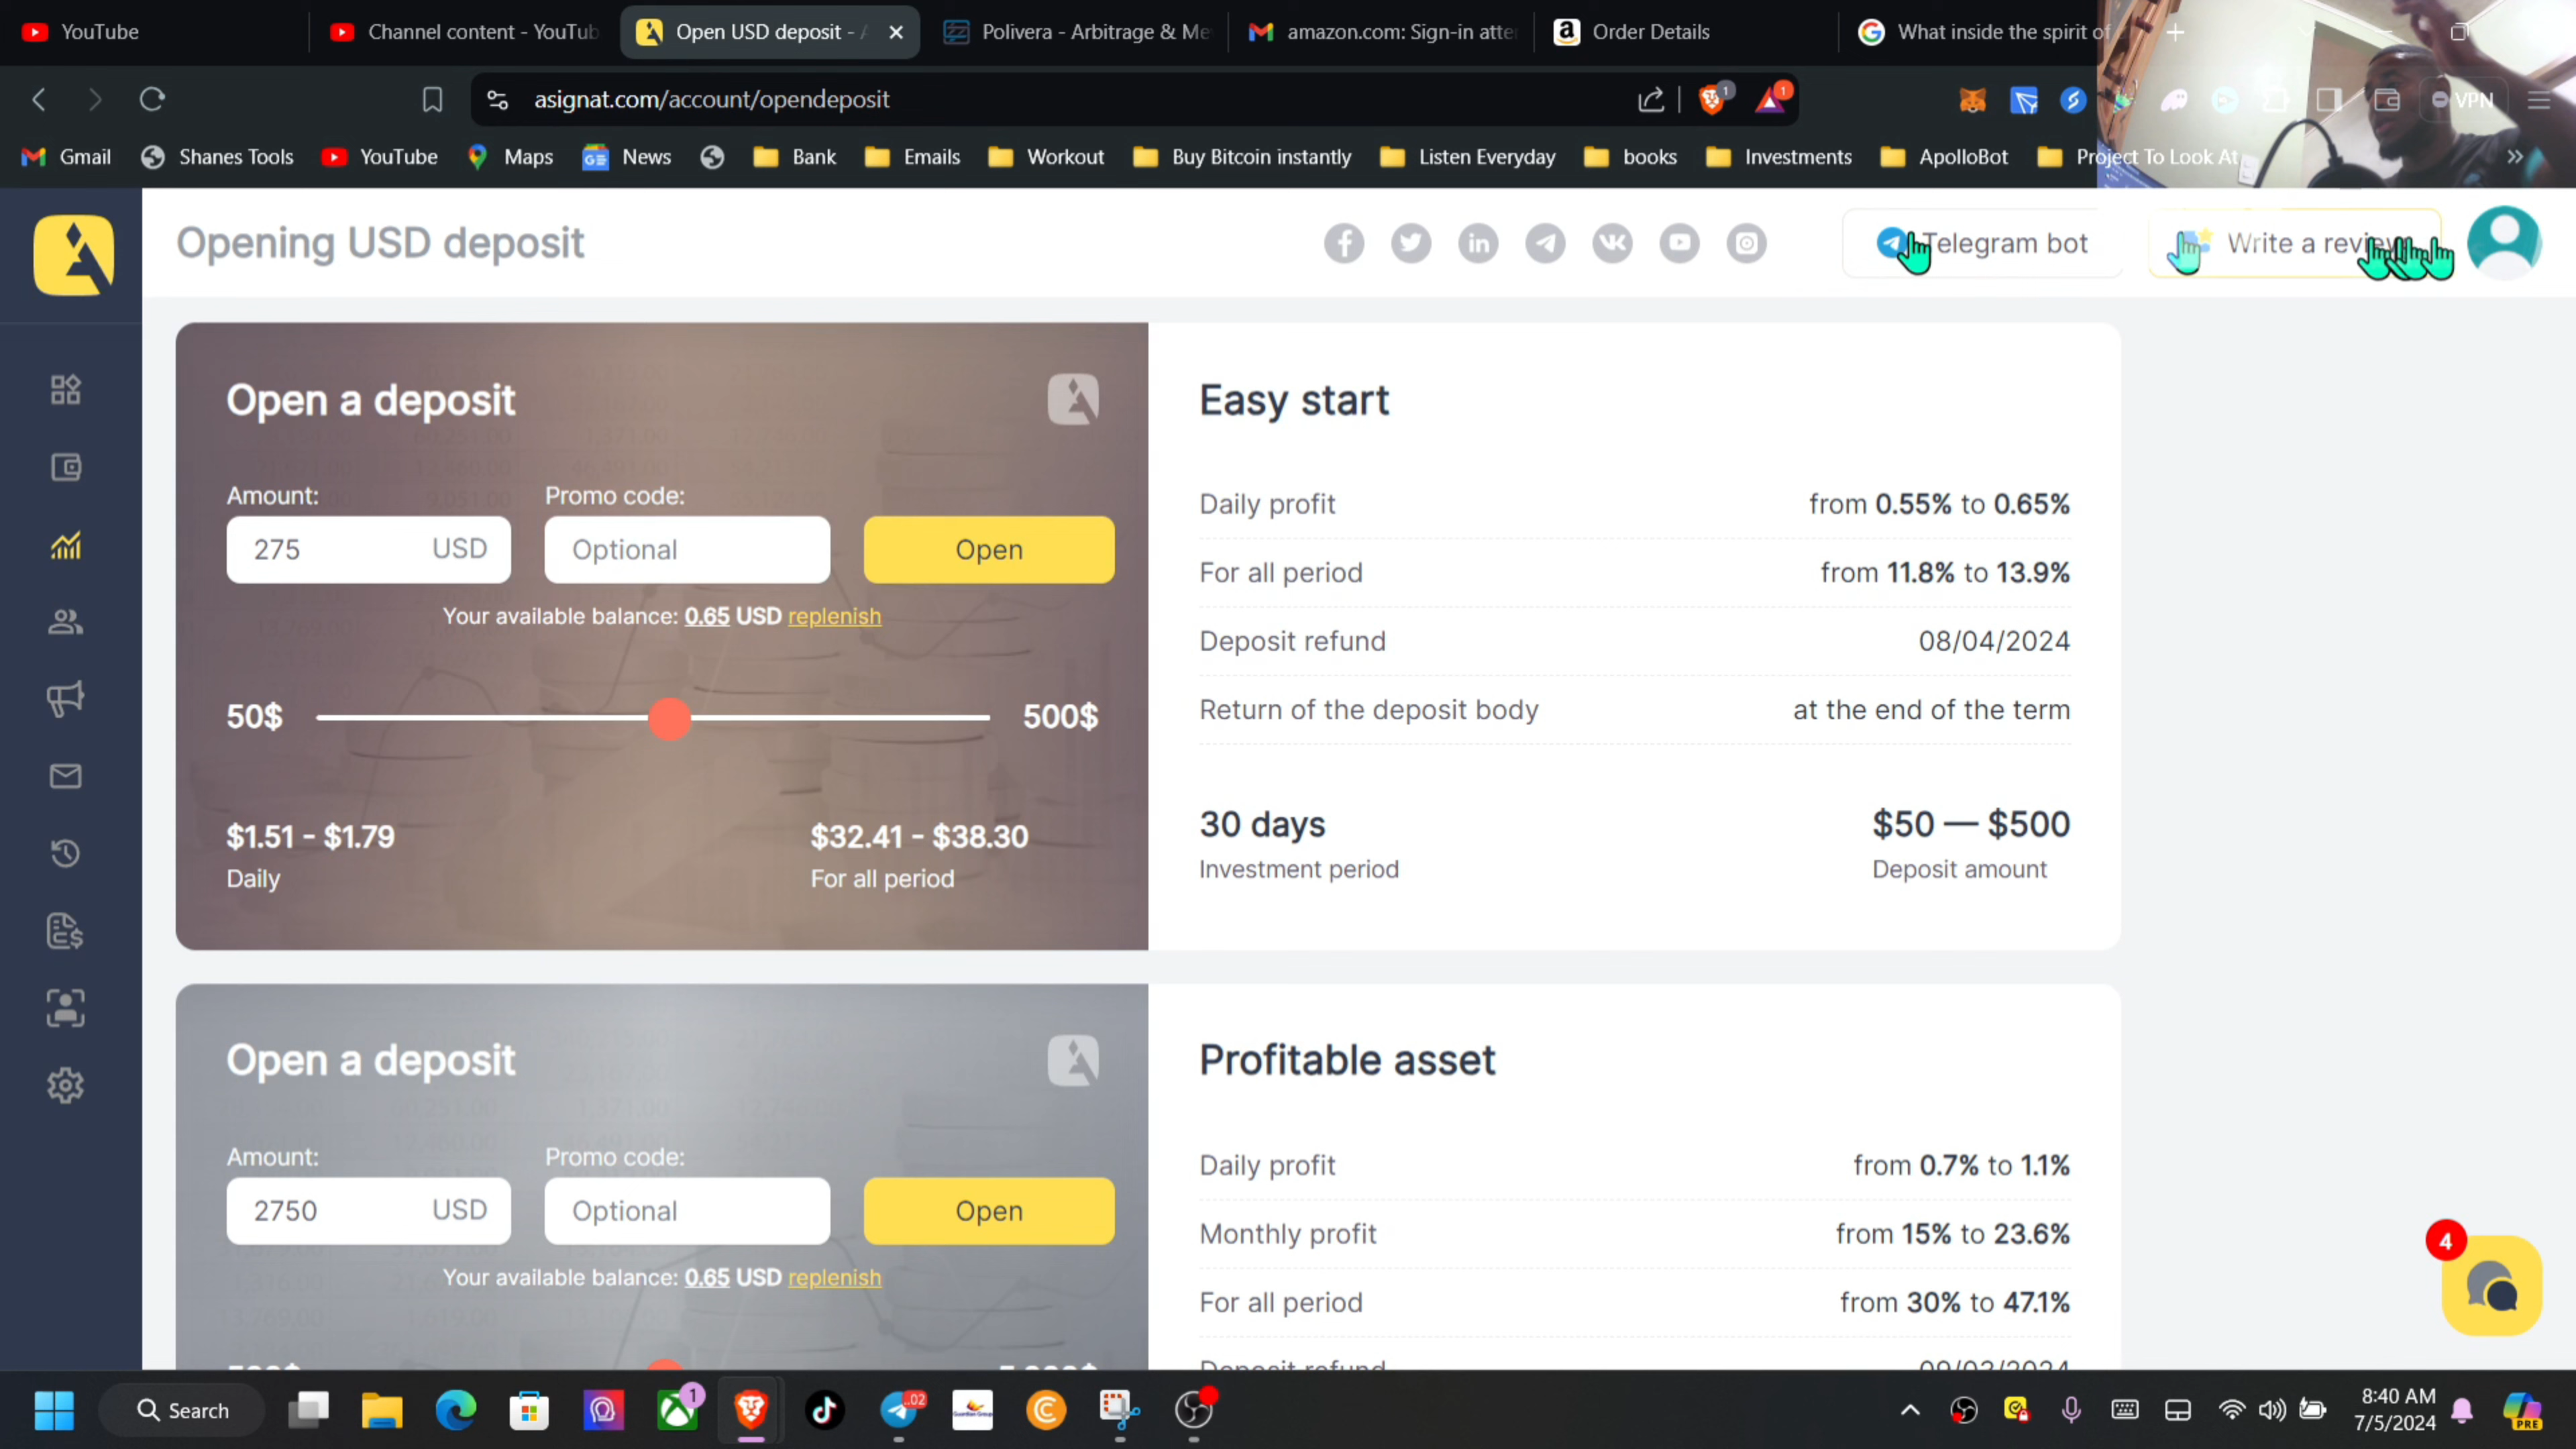 YouTube
Channel content - YouTub
Open USD deposit - A
Polivera - Arbitrage & Me
amazon.com: Sign-in atte
Order Details
What inside the spirit of
asignat.com/account/opendeposit
1
1
VPN
Gmail
Shanes Tools
YouTube
Maps
News
Bank
Emails
Workout
Buy Bitcoin instantly
Listen Everyday
books
Investments
ApolloBot
Project To Look At
Opening USD deposit
Telegram bot
Write a review
Open a deposit
Amount:
Promo code:
275 USD
Optional
Open
Your available balance: 0.65 USD replenish
50$
500$
$1.51 - $1.79
Daily
$32.41 - $38.30
For all period
Easy start
Daily profit from 0.55% to 0.65%
For all period from 11.8% to 13.9%
Deposit refund 08/04/2024
Return of the deposit body at the end of the term
30 days
Investment period
$50 — $500
Deposit amount
Open a deposit
Amount:
Promo code:
2750 USD
Optional
Open
Your available balance: 0.65 USD replenish
Profitable asset
Daily profit from 0.7% to 1.1%
Monthly profit from 15% to 23.6%
For all period from 30% to 47.1%
Deposit refund
4
Search
1
02
8:40 AM
7/5/2024
PRE